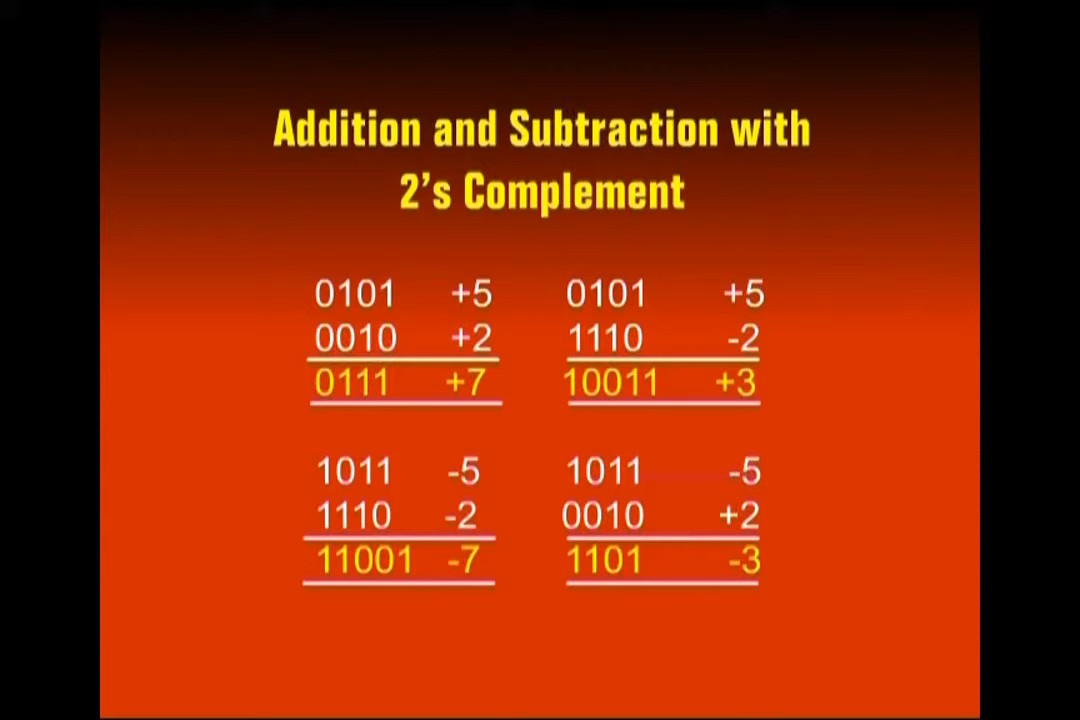 Addition and Subtraction with
2's Complement
0101 +5 0101 +5
0010 +2 1110 -2
0111 +7 10011 +3
1011 -5 1011 -5
1110 -2 0010 +2
11001 -7 1101 -3